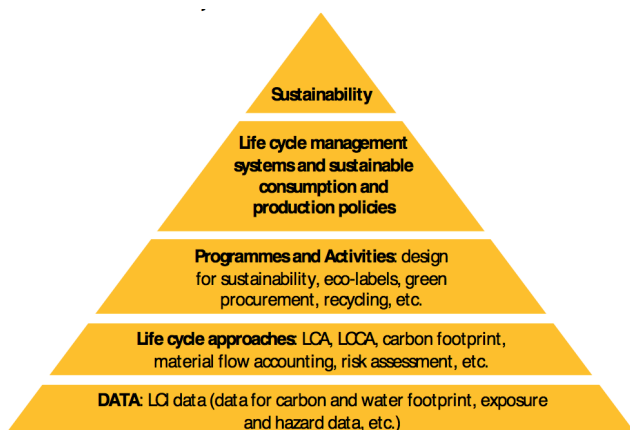 Sustainability
Life cycle management
systems and sustainable
consumption and
production policies
Programmes and Activities: design
for sustainability, eco-labels, green
procurement, recycling, etc.
Life cycle approaches: LCA, LCCA, carbon footprint,
material flow accounting, risk assessment, etc.
DATA: LCI data (data for carbon and water footprint, exposure
and hazard data, etc.)